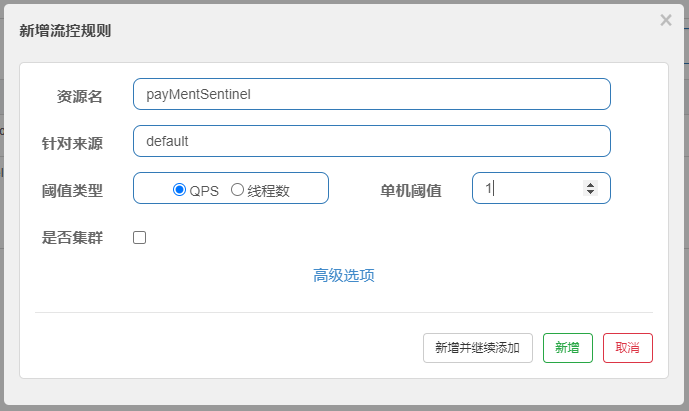 新增流控规则
资源名 payMentSentinel
针对来源 default
阈值类型 QPS 线程数 单机阈值 1
是否集群
高级选项
新增并继续添加 新增 取消